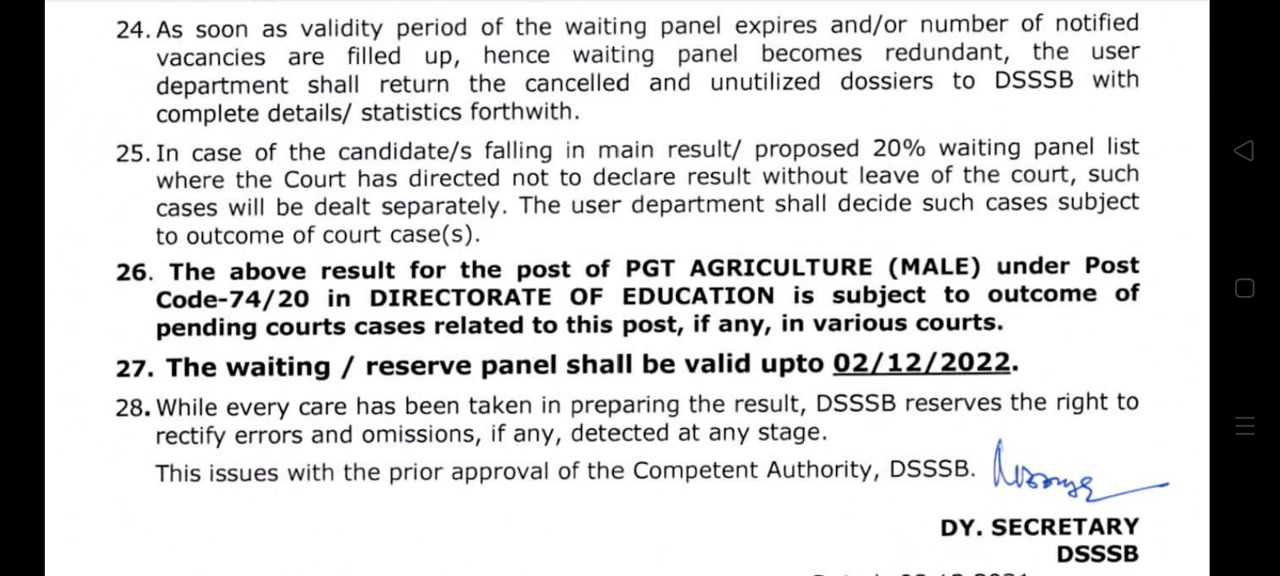 24. As soon as validity period of the waiting panel expires and/or number of notified
vacancies are filled up, hence waiting panel becomes redundant, the user
department shall return the cancelled and unutilized dossiers to DSSSB with
complete details/ statistics forthwith.
25. In case of the candidate/s falling in main result/ proposed 20% waiting panel list
where the Court has directed not to declare result without leave of the court, such
cases will be dealt separately. The user department shall decide such cases subject
to outcome of court case(s).
26. The above result for the post of PGT AGRICULTURE (MALE) under Post
Code-74/20 in DIRECTORATE OF EDUCATION is subject to outcome of
pending courts cases related to this post, if any, in various courts.
27. The waiting / reserve panel shall be valid upto 02/12/2022.
28. While every care has been taken in preparing the result, DSSSB reserves the right to
rectify errors and omissions, if any, detected at any stage.
This issues with the prior approval of the Competent Authority, DSSSB.
DY. SECRETARY
DSSSB